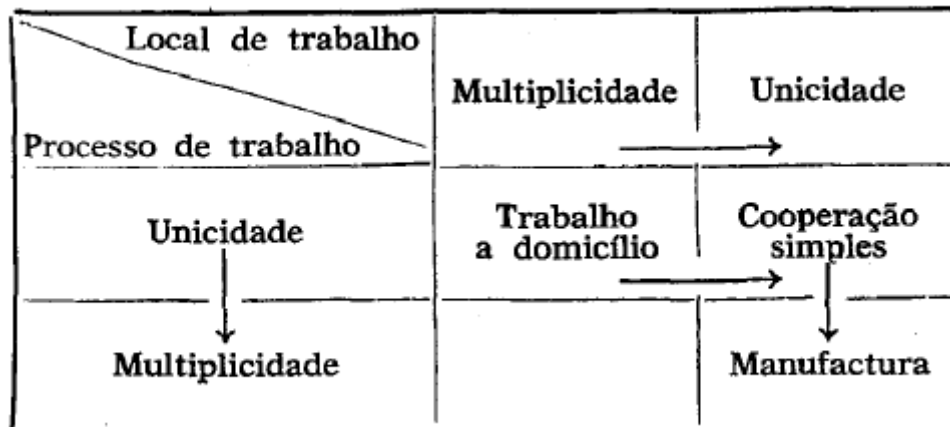 Local de trabalho
Multiplicidade Unicidade
Processo de trabalho
Unicidade
Trabalho
a domicílio
Cooperação
simples
Multiplicidade
Manufactura